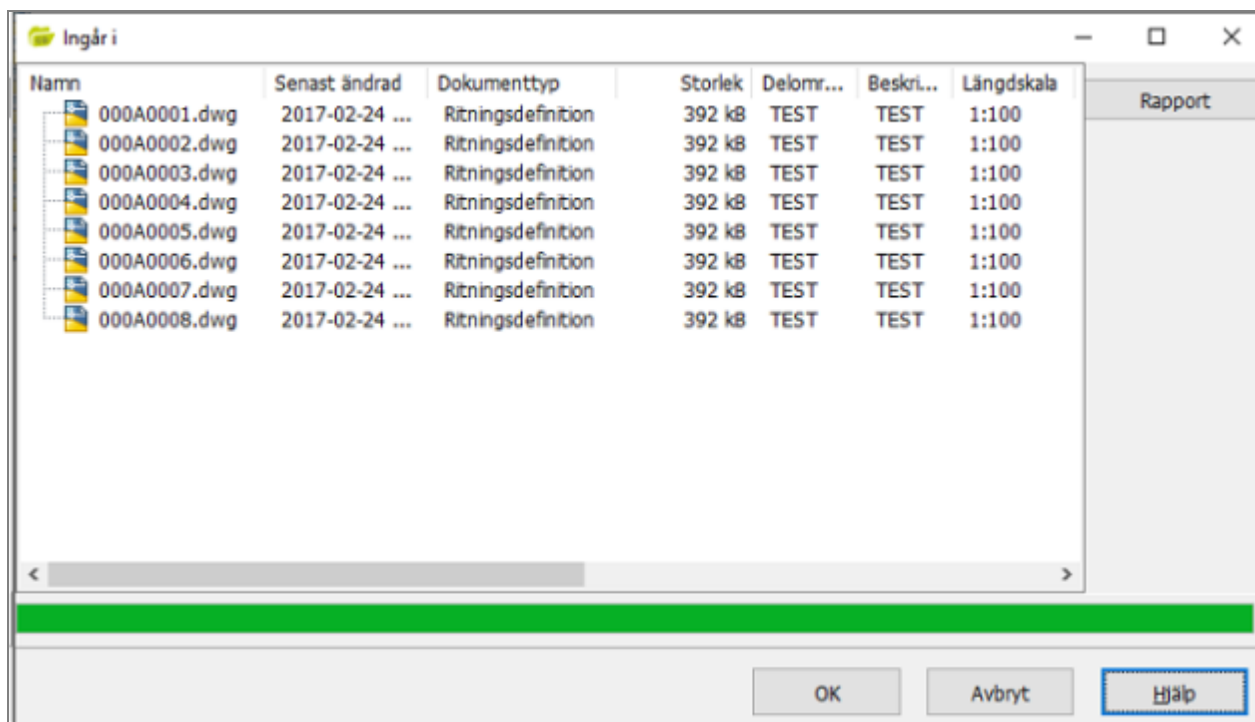 Ingår i
Namn Senast ändrad Dokumenttyp Storlek Delomr... Beskri... Längdskala
Rapport
000A0001.dwg 2017-02-24 ... Ritningsdefinition 392 kB TEST TEST 1:100
000A0002.dwg 2017-02-24 ... Ritningsdefinition 392 kB TEST TEST 1:100
000A0003.dwg 2017-02-24 ... Ritningsdefinition 392 kB TEST TEST 1:100
000A0004.dwg 2017-02-24 ... Ritningsdefinition 392 kB TEST TEST 1:100
000A0005.dwg 2017-02-24 ... Ritningsdefinition 392 kB TEST TEST 1:100
000A0006.dwg 2017-02-24 ... Ritningsdefinition 392 kB TEST TEST 1:100
000A0007.dwg 2017-02-24 ... Ritningsdefinition 392 kB TEST TEST 1:100
000A0008.dwg 2017-02-24 ... Ritningsdefinition 392 kB TEST TEST 1:100
OK Avbryt Hjälp